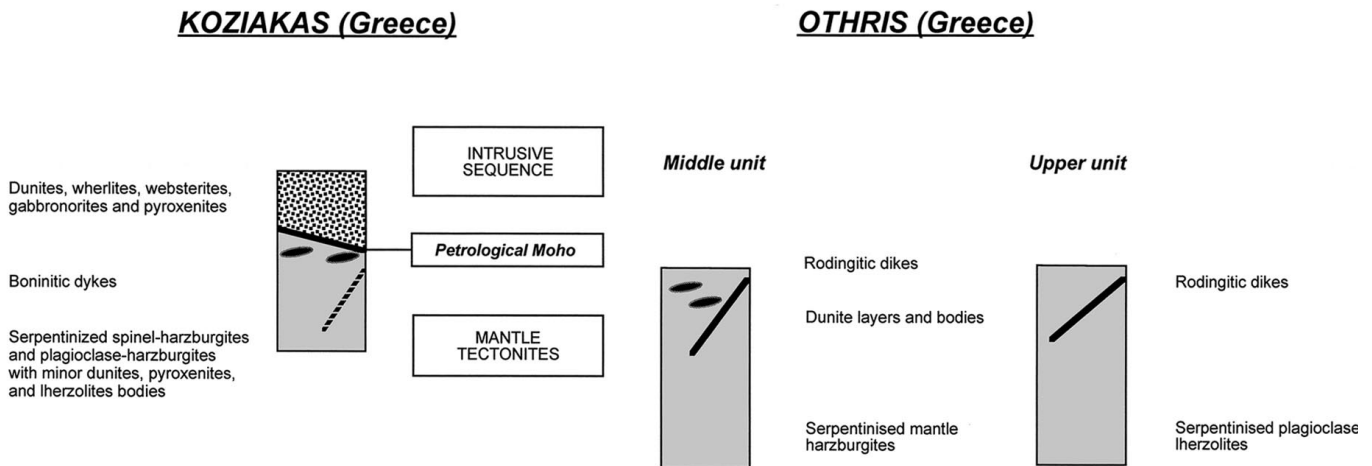 KOZIAKAS (Greece)
OTHRIS (Greece)
INTRUSIVE
SEQUENCE
Dunites, wherlites, websterites,
gabbronorites and pyroxenites
Petrological Moho
Boninitic dykes
MANTLE
TECTONITES
Serpentinized spinel-harzburgites
and plagioclase-harzburgites
with minor dunites, pyroxenites,
and lherzolites bodies
Middle unit
Rodingitic dikes
Dunite layers and bodies
Serpentinised mantle
harzburgites
Upper unit
Rodingitic dikes
Serpentinised plagioclase
lherzolites